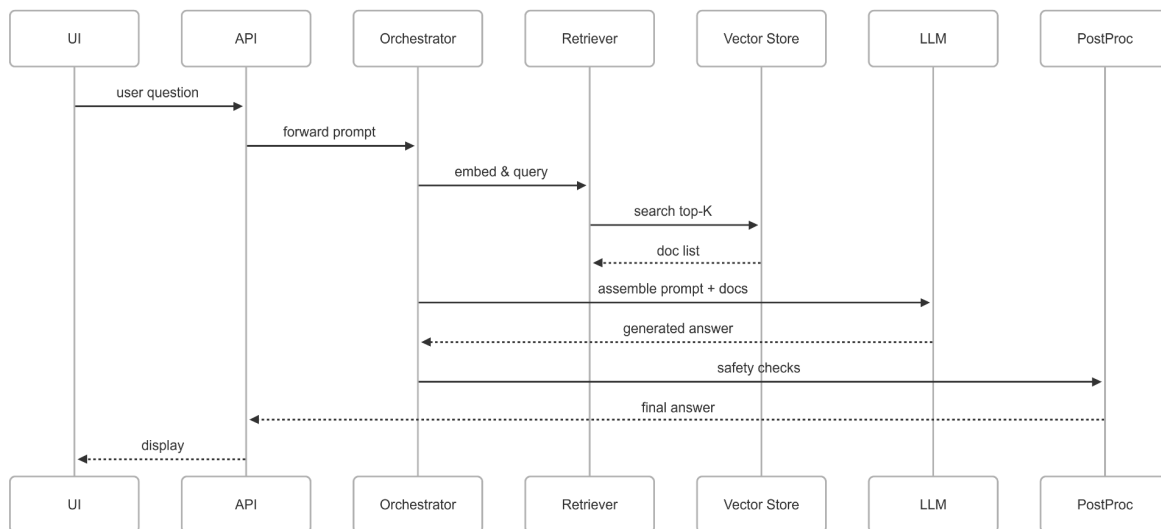 UI
API
Orchestrator
Retriever
Vector Store
LLM
PostProc
user question
forward prompt
embed & query
search top-K
doc list
assemble prompt + docs
generated answer
safety checks
final answer
display
UI
API
Orchestrator
Retriever
Vector Store
LLM
PostProc